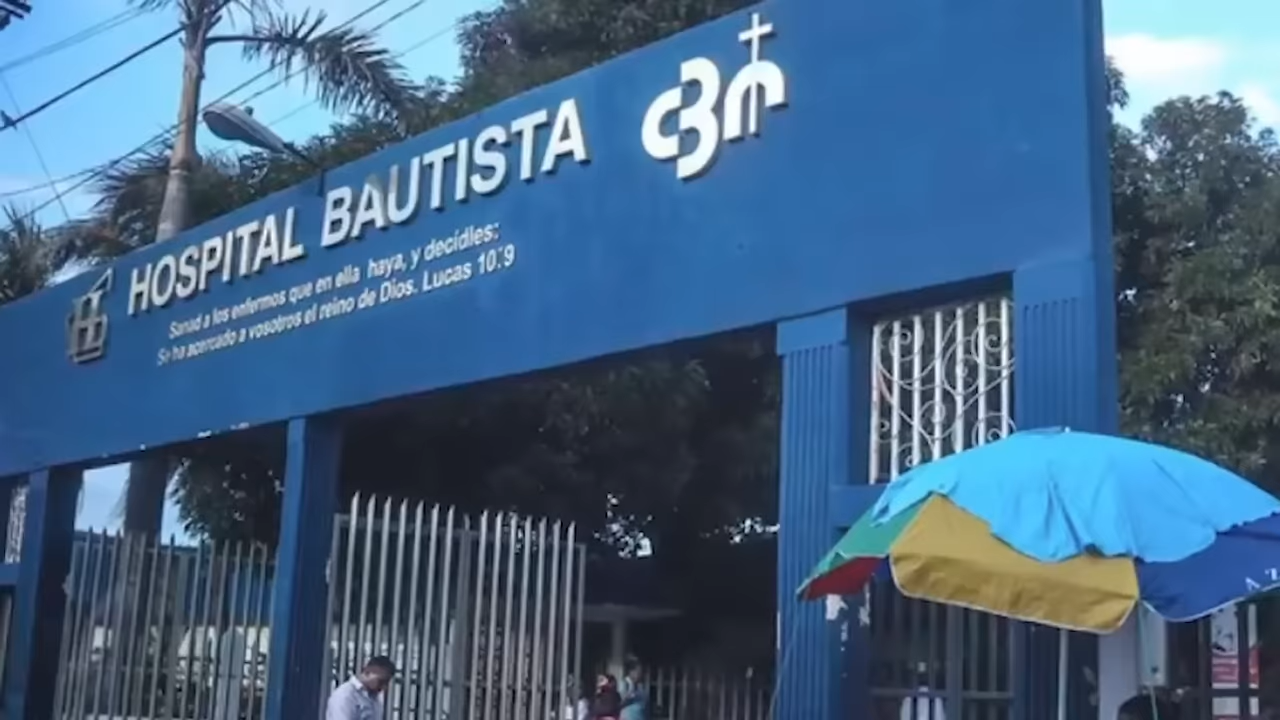 HOSPITAL BAUTISTA
CBN
Sanad a los enfermos que en ella haya, y decidles:
Se ha acercado a vosotros el reino de Dios. Lucas 10:9